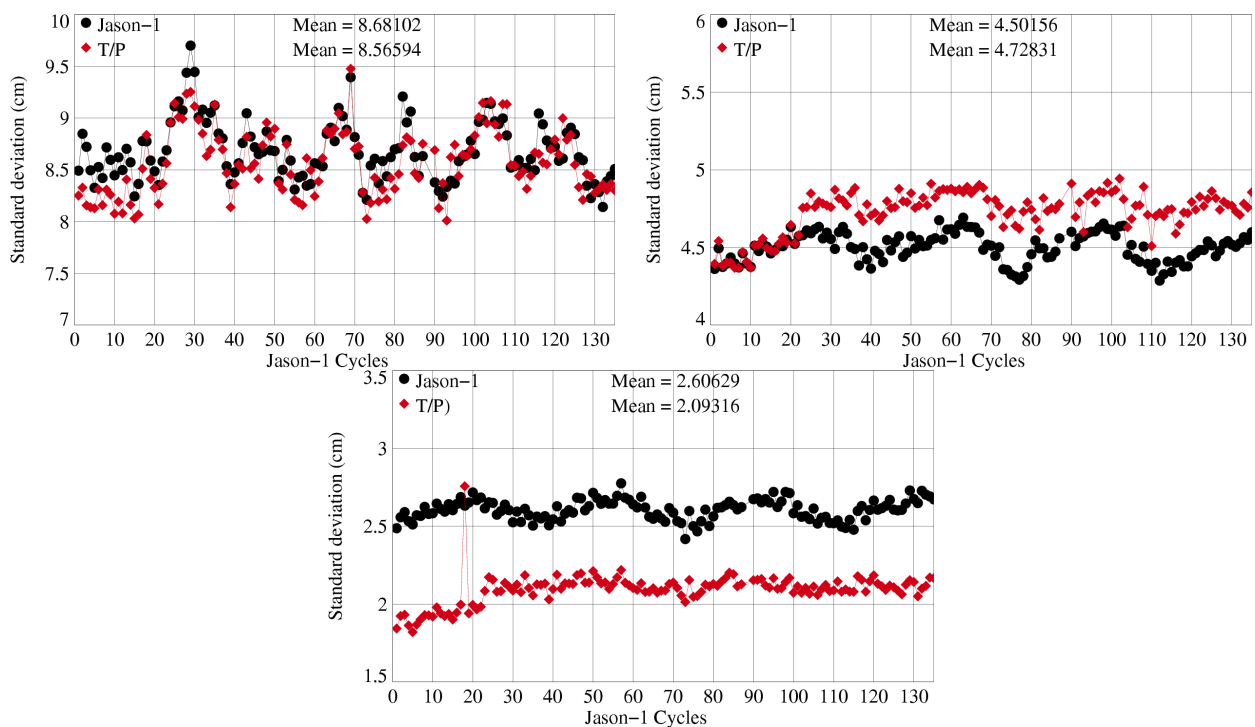 10
9.5
9
8.5
8
7.5
7
Standard deviation (cm)
Jason−1 Mean = 8.68102
T/P Mean = 8.56594
0 10 20 30 40 50 60 70 80 90 100 110 120 130
Jason−1 Cycles
6
5.5
5
4.5
4
Standard deviation (cm)
Jason−1 Mean = 4.50156
T/P Mean = 4.72831
0 10 20 30 40 50 60 70 80 90 100 110 120 130
Jason−1 Cycles
3.5
3
2.5
2
1.5
Standard deviation (cm)
Jason−1 Mean = 2.60629
T/P) Mean = 2.09316
0 10 20 30 40 50 60 70 80 90 100 110 120 130
Jason−1 Cycles